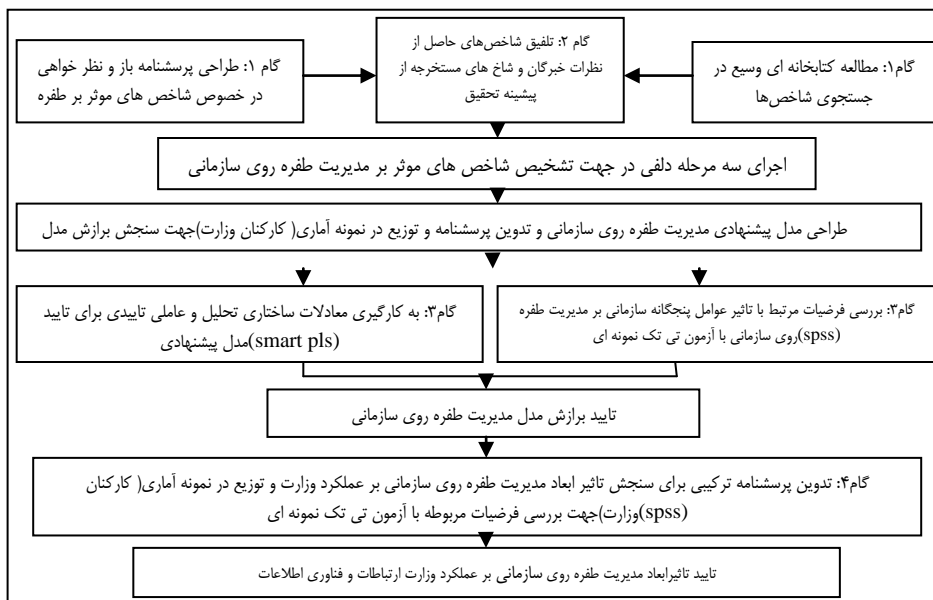 گام۱: مطالعه کتابخانه ای وسیع در
جستجوی شاخص‌ها
گام ۲: تلفیق شاخص‌های حاصل از
نظرات خبرگان و شاخ های مستخرجه از
پیشینه تحقیق
گام ۱: طراحی پرسشنامه باز و نظر خواهی
در خصوص شاخص های موثر بر طفره
اجرای سه مرحله دلفی در جهت تشخیص شاخص های موثر بر مدیریت طفره روی سازمانی
طراحی مدل پیشنهادی مدیریت طفره روی سازمانی و تدوین پرسشنامه و توزیع در نمونه آماری( کارکنان وزارت)جهت سنجش برازش مدل
گام۳: بررسی فرضیات مرتبط با تاثیر عوامل پنجگانه سازمانی بر مدیریت طفره
روی سازمانی با آزمون تی تک نمونه ای(spss)
گام۳: به کارگیری معادلات ساختاری تحلیل و عاملی تاییدی برای تایید
مدل پیشنهادی(smart pls)
تایید برازش مدل مدیریت طفره روی سازمانی
گام۴: تدوین پرسشنامه ترکیبی برای سنجش تاثیر ابعاد مدیریت طفره روی سازمانی بر عملکرد وزارت و توزیع در نمونه آماری( کارکنان
وزارت)جهت بررسی فرضیات مربوطه با آزمون تی تک نمونه ای(spss)
تایید تاثیرابعاد مدیریت طفره روی سازمانی بر عملکرد وزارت ارتباطات و فناوری اطلاعات